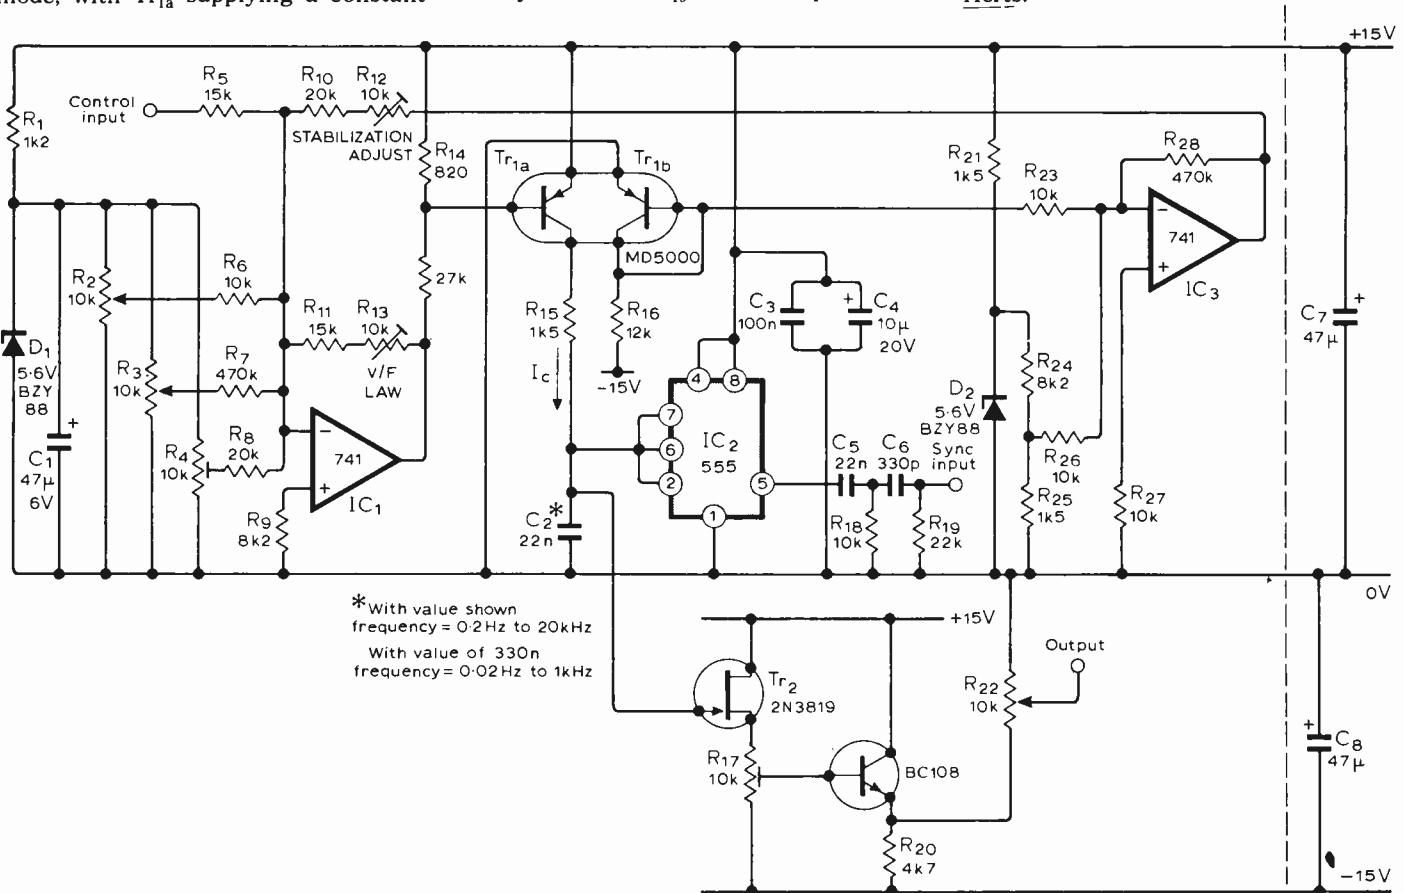 mode, with Tr1a supplying a constant
Herts.
+15V
Control
input
R5
15k
R10
20k
R12
10k
STABILIZATION
ADJUST
R1
1k2
R14
820
Tr1a
Tr1b
MD5000
R21
1k5
R23
10k
R28
470k
741
IC3
R2
10k
R6
10k
27k
R11
15k
R13
10k
V/F
LAW
R15
1k5
Ic
R16
12k
-15V
C3
100n
C4
10μ
20V
+
C7
47μ
+
D1
5·6V
BZY
88
R3
10k
R7
470k
R24
8k2
D2
5·6V
BZY88
Sync
input
C1
47μ
6V
+
R4
10k
R8
20k
741
-
+
IC1
R9
8k2
4
8
7
6
2
5
1
IC2
555
C5
22n
C6
330p
R26
10k
R25
1k5
R27
10k
-
+
C2
*
22n
R18
10k
R19
22k
0V
*With value shown
frequency = 0·2Hz to 20kHz
With value of 330n
frequency = 0·02Hz to 1kHz
+15V
Tr2
2N3819
Output
R22
10k
R17
10k
BC108
C8
47μ
+
R20
4k7
-15V